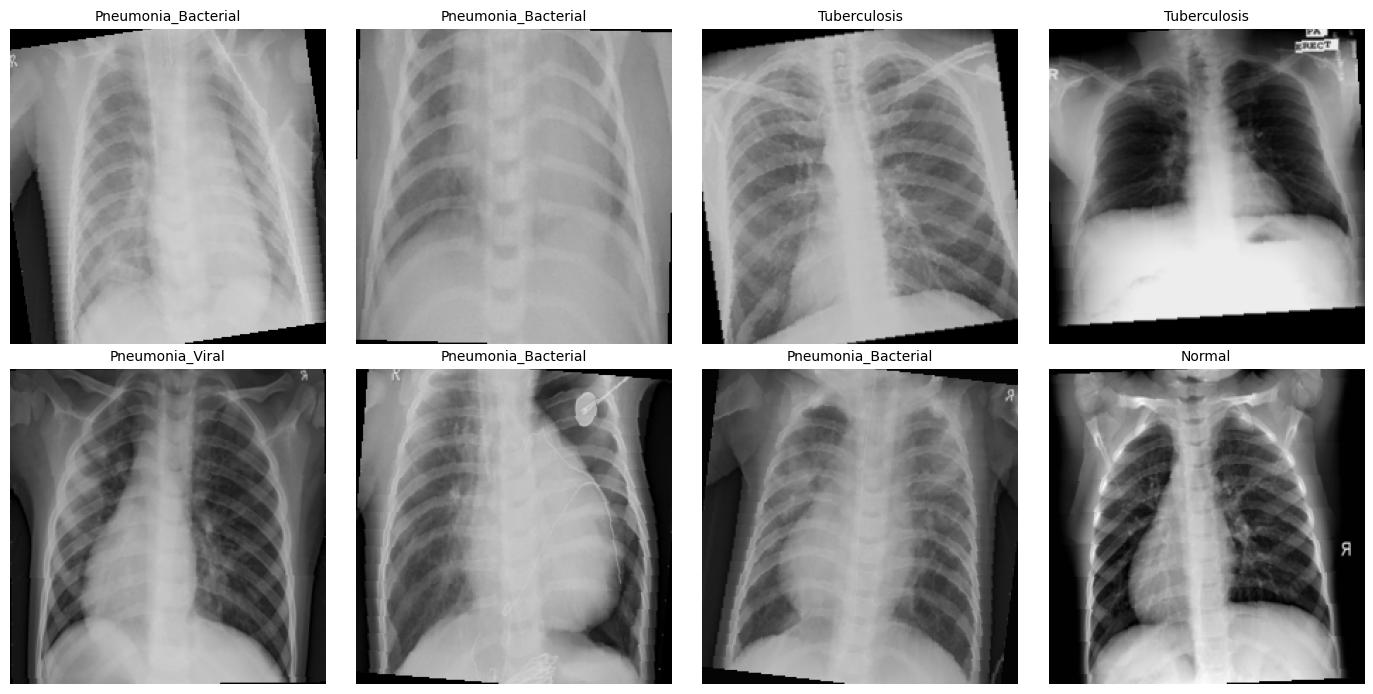 Pneumonia_Bacterial
Pneumonia_Bacterial
Tuberculosis
Tuberculosis
R
PA
ERECT
R
Pneumonia_Viral
Pneumonia_Bacterial
Pneumonia_Bacterial
Normal
R
R
R
R